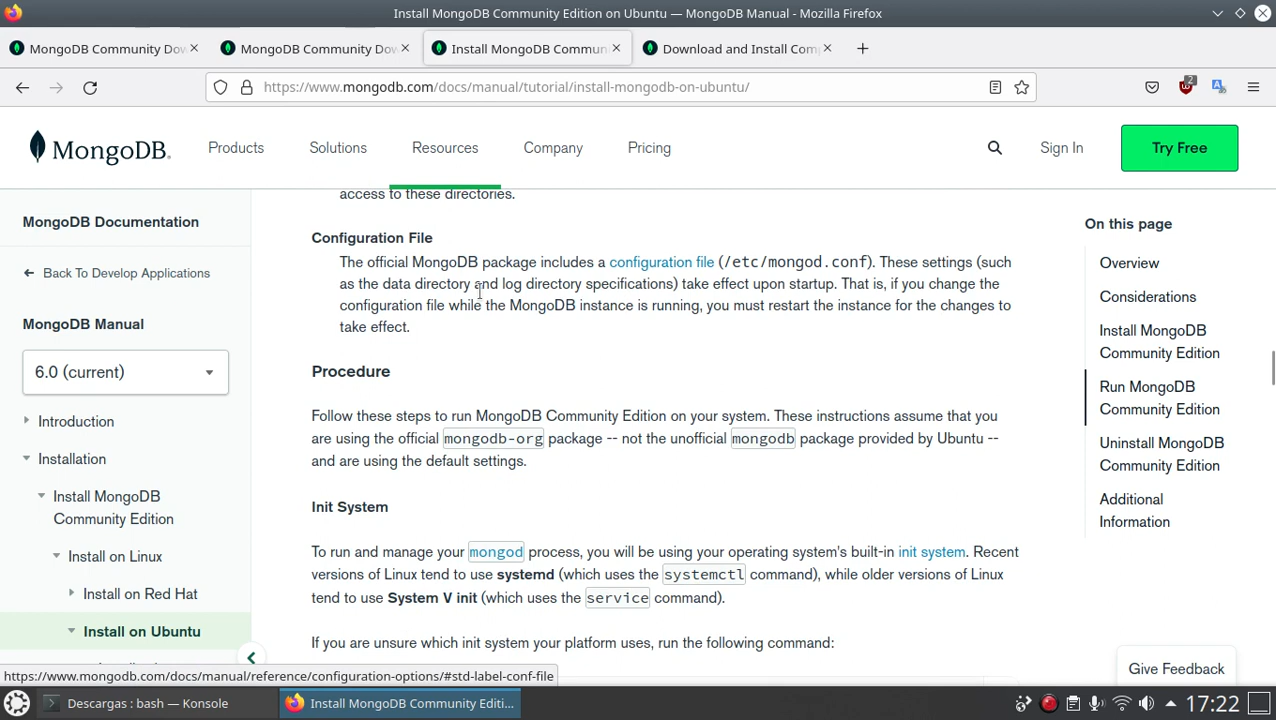 Install MongoDB Community Edition on Ubuntu — MongoDB Manual - Mozilla Firefox
MongoDB Community Dov
MongoDB Community Dov
Install MongoDB Commun
Download and Install Com
https://www.mongodb.com/docs/manual/tutorial/install-mongodb-on-ubuntu/
2
MongoDB.
Products
Solutions
Resources
Company
Pricing
Sign In
Try Free
MongoDB Documentation
Back To Develop Applications
MongoDB Manual
6.0 (current)
Introduction
Installation
Install MongoDB
Community Edition
Install on Linux
Install on Red Hat
Install on Ubuntu
access to these directories.
Configuration File
The official MongoDB package includes a configuration file (/etc/mongod.conf). These settings (such
as the data directory and log directory specifications) take effect upon startup. That is, if you change the
configuration file while the MongoDB instance is running, you must restart the instance for the changes to
take effect.
Procedure
Follow these steps to run MongoDB Community Edition on your system. These instructions assume that you
are using the official mongodb-org package -- not the unofficial mongodb package provided by Ubuntu --
and are using the default settings.
Init System
To run and manage your mongod process, you will be using your operating system's built-in init system. Recent
versions of Linux tend to use systemd (which uses the systemctl command), while older versions of Linux
tend to use System V init (which uses the service command).
If you are unsure which init system your platform uses, run the following command:
On this page
Overview
Considerations
Install MongoDB
Community Edition
Run MongoDB
Community Edition
Uninstall MongoDB
Community Edition
Additional
Information
Give Feedback
https://www.mongodb.com/docs/manual/reference/configuration-options/#std-label-conf-file
Descargas : bash — Konsole
Install MongoDB Community Editi...
17:22